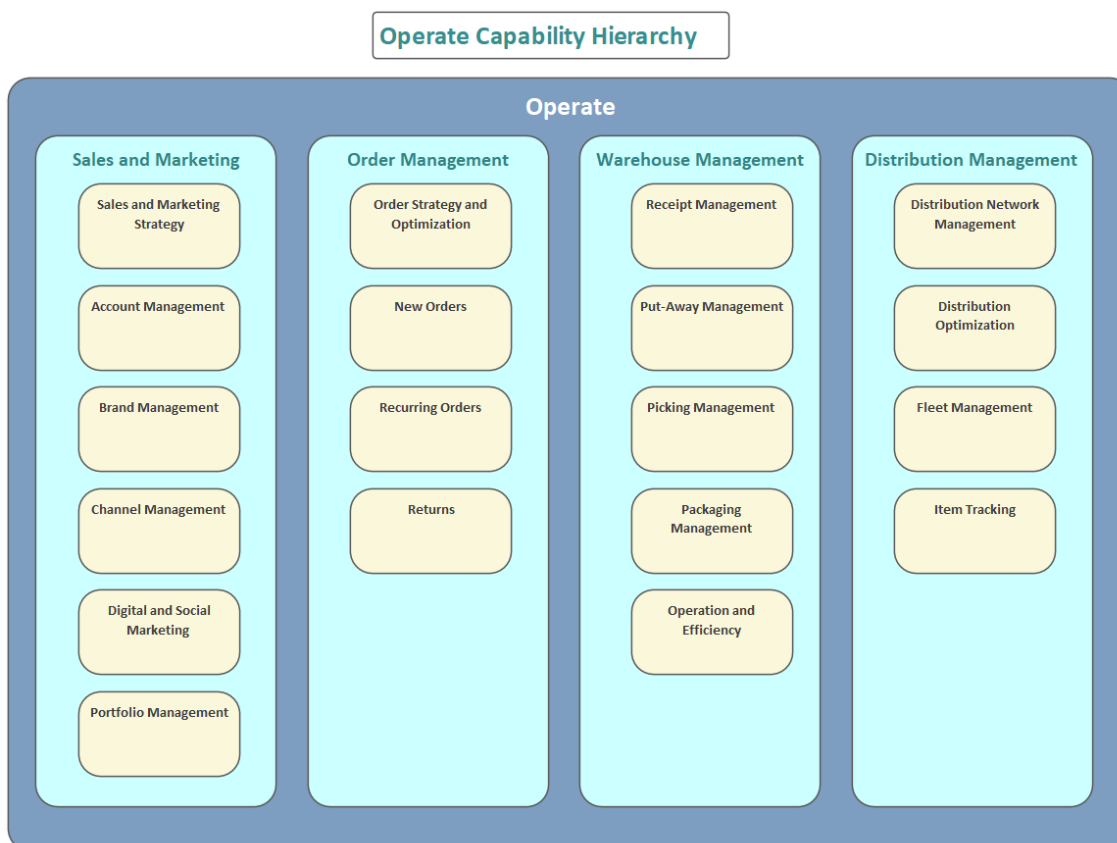 Operate Capability Hierarchy
Operate
Sales and Marketing
Sales and Marketing
Strategy
Account Management
Brand Management
Channel Management
Digital and Social
Marketing
Portfolio Management
Order Management
Order Strategy and
Optimization
New Orders
Recurring Orders
Returns
Warehouse Management
Receipt Management
Put-Away Management
Picking Management
Packaging
Management
Operation and
Efficiency
Distribution Management
Distribution Network
Management
Distribution
Optimization
Fleet Management
Item Tracking